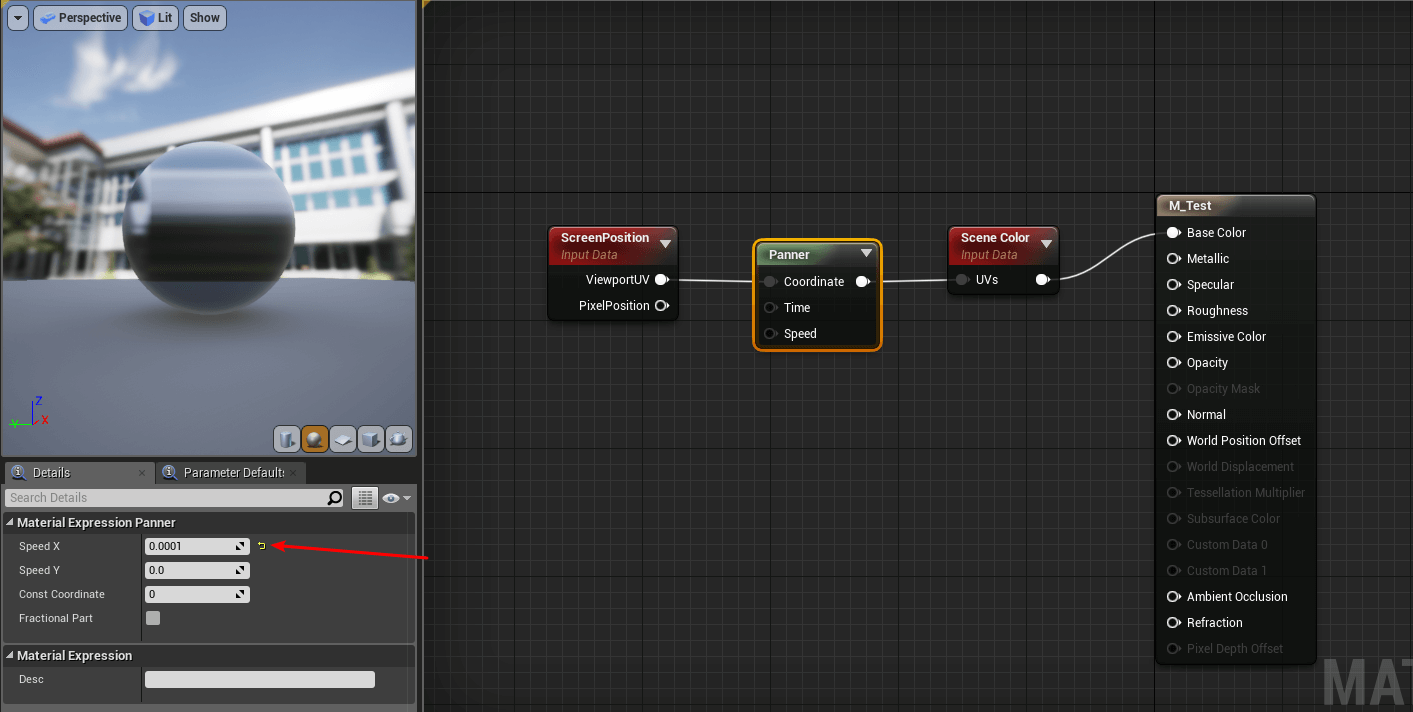 Perspective
Lit
Show
Z
Y
X
Details
Parameter Defaults
Search Details
Material Expression Panner
Speed X
0.0001
Speed Y
0.0
Const Coordinate
0
Fractional Part
Material Expression
Desc
ScreenPosition
Input Data
ViewportUV
PixelPosition
Panner
Coordinate
Time
Speed
Scene Color
Input Data
UVs
M_Test
Base Color
Metallic
Specular
Roughness
Emissive Color
Opacity
Opacity Mask
Normal
World Position Offset
World Displacement
Tessellation Multiplier
Subsurface Color
Custom Data 0
Custom Data 1
Ambient Occlusion
Refraction
Pixel Depth Offset
MAT